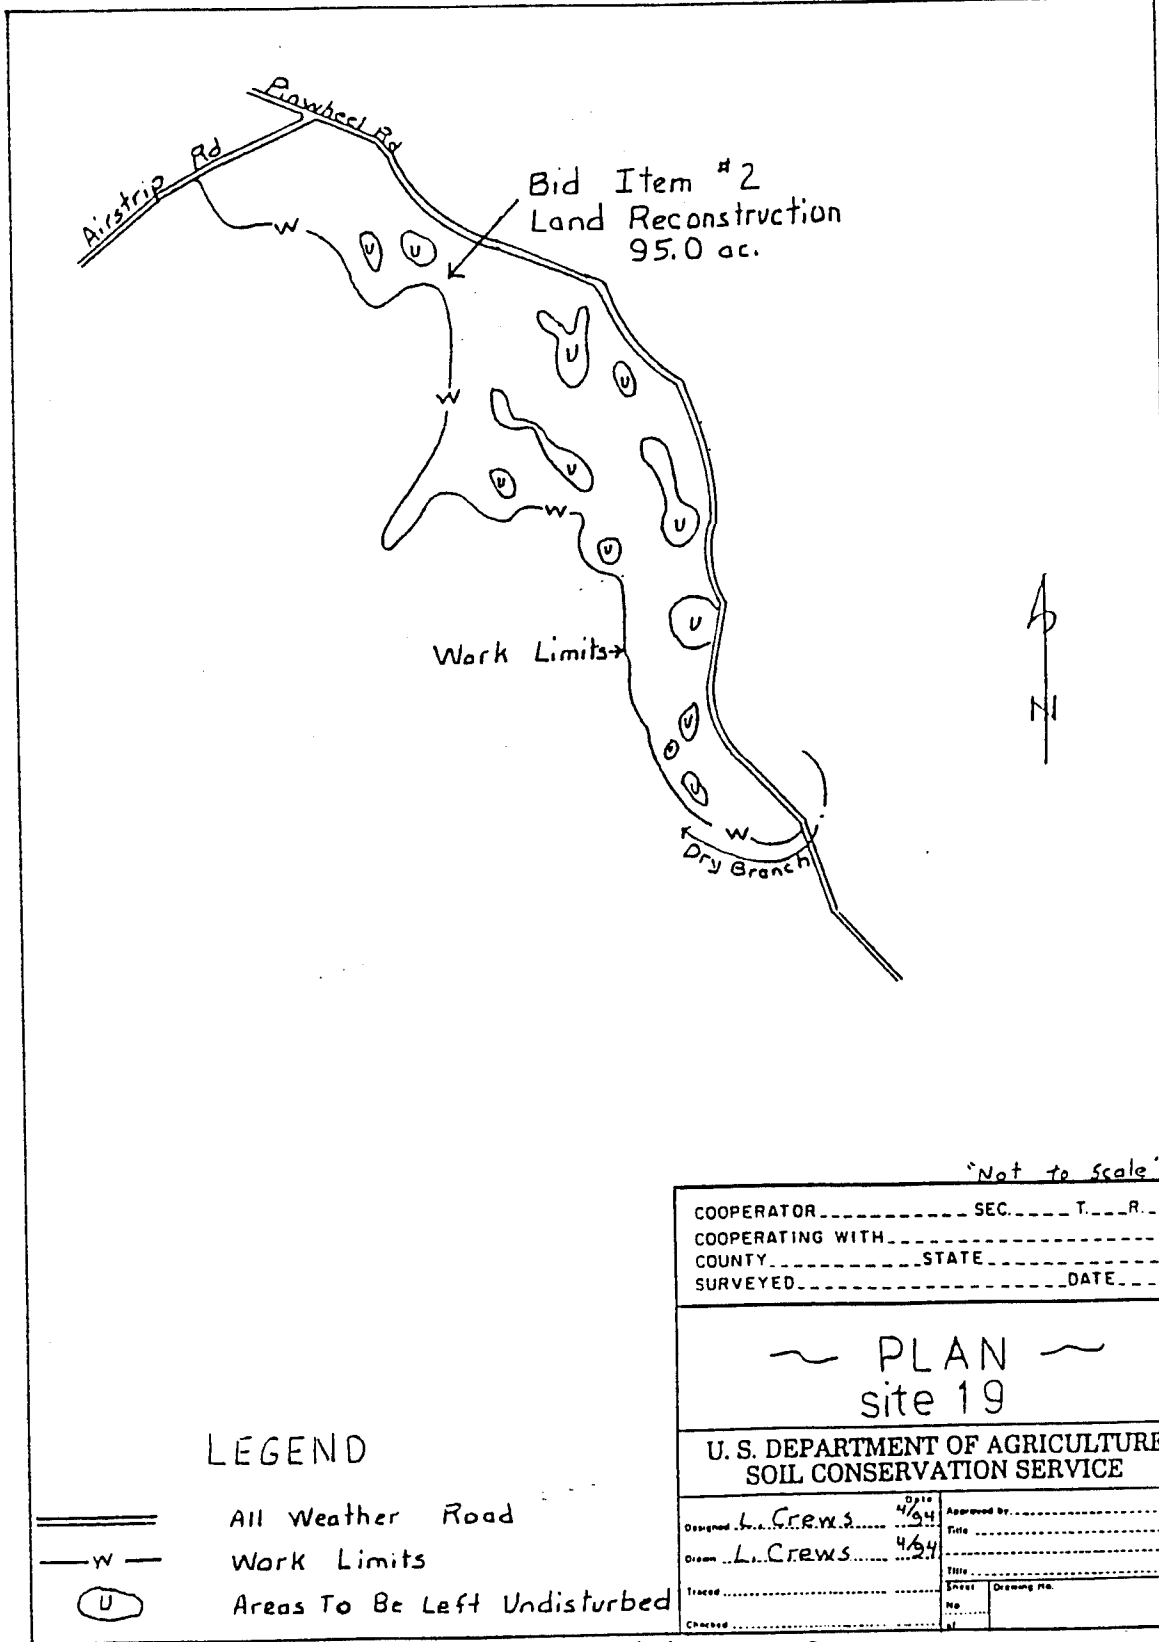 Pinwheel Rd
Airstrip Rd
Bid Item #2
Land Reconstruction
95.0 ac.
W
U
U
U
U
W
U
U
U
W
U
U
Work Limits
U
U
W
Dry Branch
N
"Not to Scale"
COOPERATOR SEC. T. R.
COOPERATING WITH
COUNTY STATE
SURVEYED DATE
~ PLAN ~
site 19
U. S. DEPARTMENT OF AGRICULTURE
SOIL CONSERVATION SERVICE
Date
Designed L. Crews 4/94
Drawn L. Crews 4/94
Traced
Checked
Approved by
Title
Title
Sheet
No
of
Drawing No.
LEGEND
All Weather Road
W Work Limits
U Areas To Be Left Undisturbed